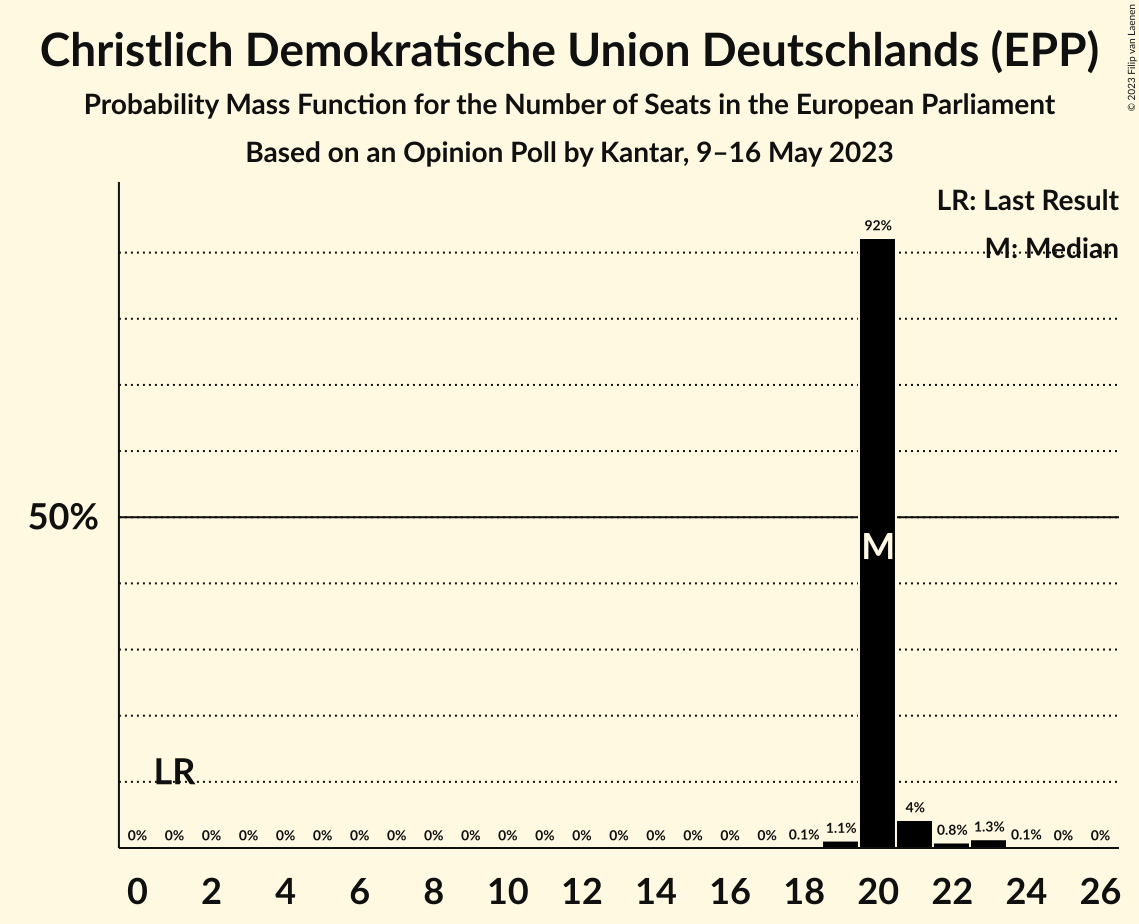 Christlich Demokratische Union Deutschlands (EPP)
Probability Mass Function for the Number of Seats in the European Parliament
Based on an Opinion Poll by Kantar, 9–16 May 2023
© 2023 Filip van Laenen
LR: Last Result
M: Median
92%
50%
M
LR
0% 0% 0% 0% 0% 0% 0% 0% 0% 0% 0% 0% 0% 0% 0% 0% 0% 0% 0.1% 1.1% 4% 0.8% 1.3% 0.1% 0% 0%
0 2 4 6 8 10 12 14 16 18 20 22 24 26